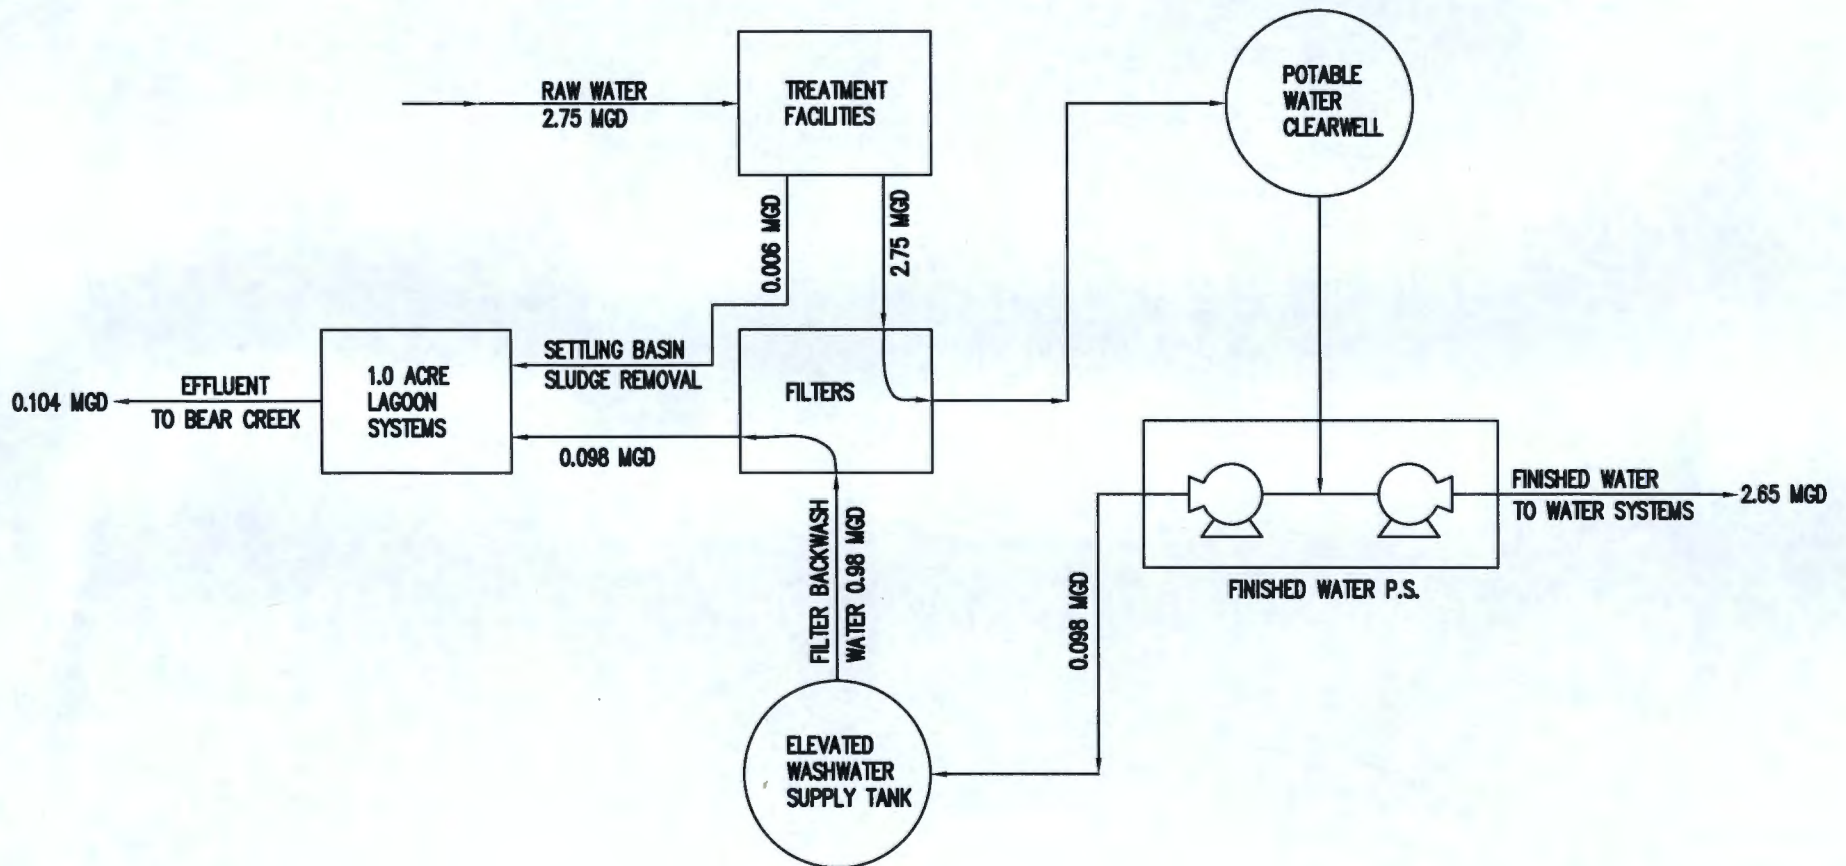 RAW WATER
2.75 MGD
TREATMENT
FACILITIES
POTABLE
WATER
CLEARWELL
0.006 MGD
2.75 MGD
SETTLING BASIN
SLUDGE REMOVAL
1.0 ACRE
LAGOON
SYSTEMS
EFFLUENT
TO BEAR CREEK
0.104 MGD
FILTERS
0.098 MGD
FILTER BACKWASH
WATER 0.98 MGD
FINISHED WATER
TO WATER SYSTEMS
2.65 MGD
FINISHED WATER P.S.
0.098 MGD
ELEVATED
WASHWATER
SUPPLY TANK